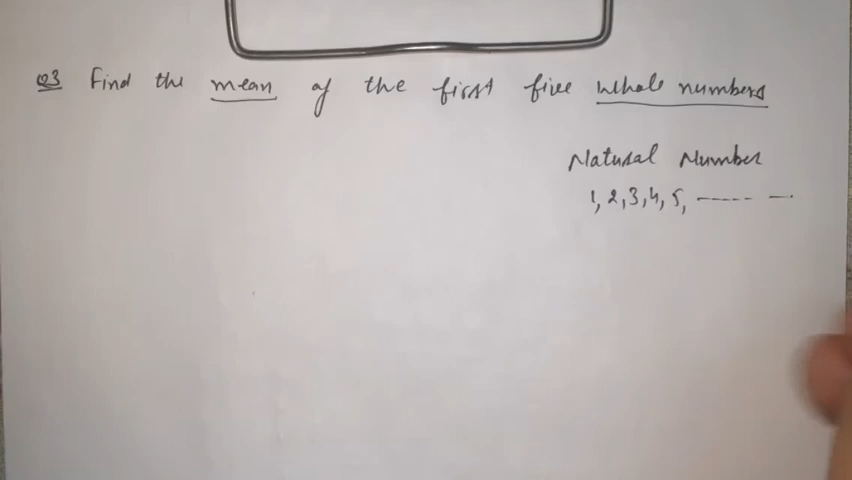 Q3 Find the mean of the first five whole numbers
Natural Number
1, 2, 3, 4, 5, ------ --